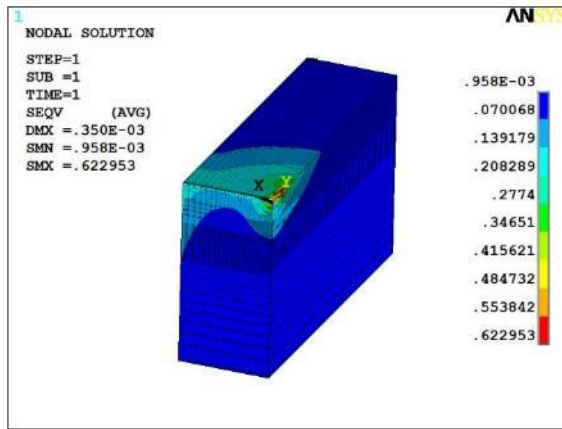 1
NODAL SOLUTION
STEP=1
SUB =1
TIME=1
SEQV (AVG)
DMX =.350E-03
SMN =.958E-03
SMX =.622953
ANSYS
X
Y
.958E-03
.070068
.139179
.208289
.2774
.34651
.415621
.484732
.553842
.622953